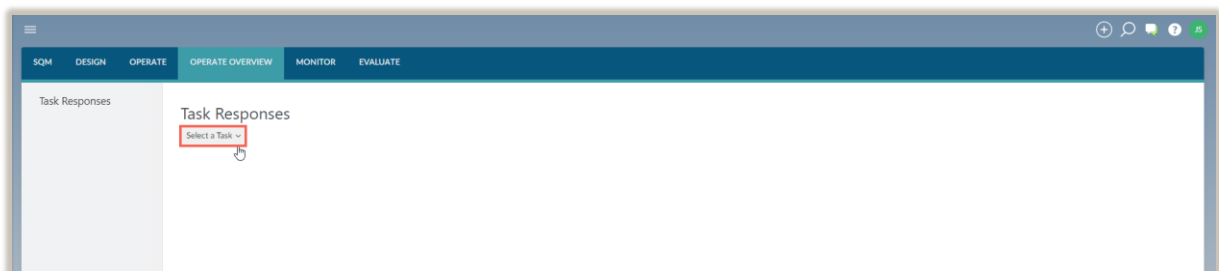 ?
JS
SQM DESIGN OPERATE OPERATE OVERVIEW MONITOR EVALUATE
Task Responses
Task Responses
Select a Task